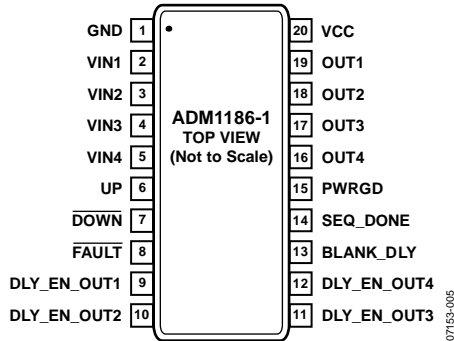 GND 1 20 VCC
VIN1 2 19 OUT1
VIN2 3 18 OUT2
VIN3 4 17 OUT3
VIN4 5 16 OUT4
UP 6 15 PWRGD
DOWN 7 14 SEQ_DONE
FAULT 8 13 BLANK_DLY
DLY_EN_OUT1 9 12 DLY_EN_OUT4
DLY_EN_OUT2 10 11 DLY_EN_OUT3
ADM1186-1
TOP VIEW
(Not to Scale)
07153-005